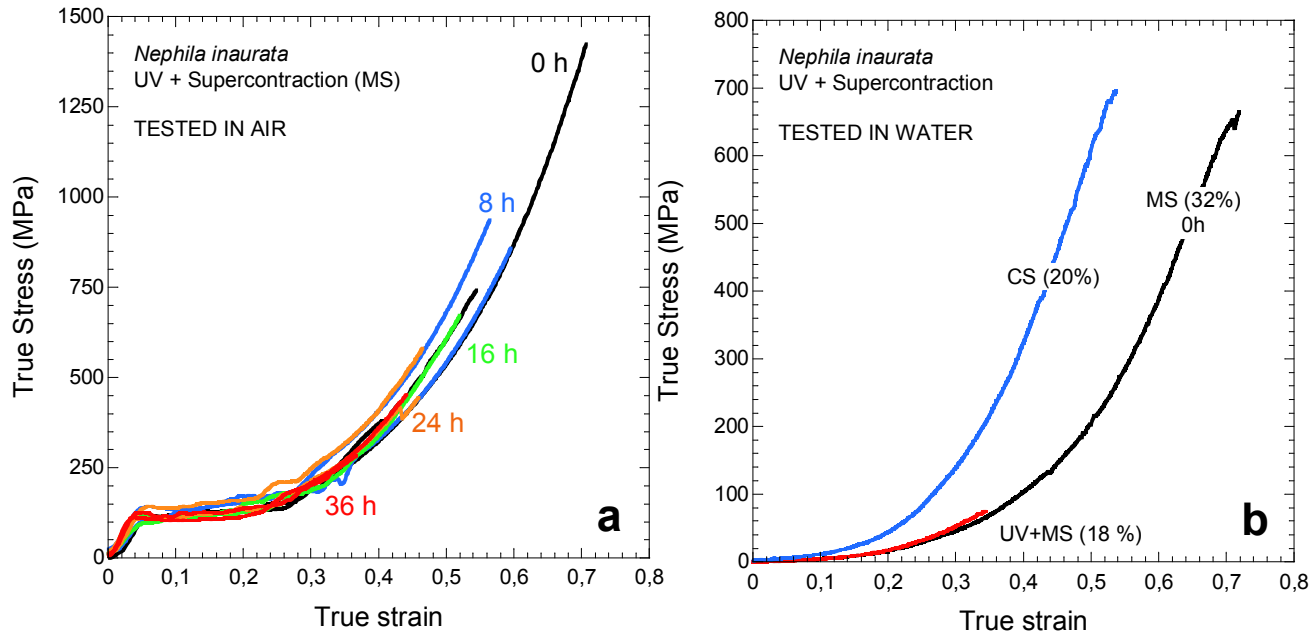 1500
1250
1000
750
500
250
0
True Stress (MPa)
Nephila inaurata
UV + Supercontraction (MS)
TESTED IN AIR
0 h
8 h
16 h
24 h
36 h
a
0 0,1 0,2 0,3 0,4 0,5 0,6 0,7 0,8
True strain
800
700
600
500
400
300
200
100
0
True Stress (MPa)
Nephila inaurata
UV + Supercontraction
TESTED IN WATER
MS (32%)
0h
CS (20%)
UV+MS (18 %)
b
0 0,1 0,2 0,3 0,4 0,5 0,6 0,7 0,8
True strain